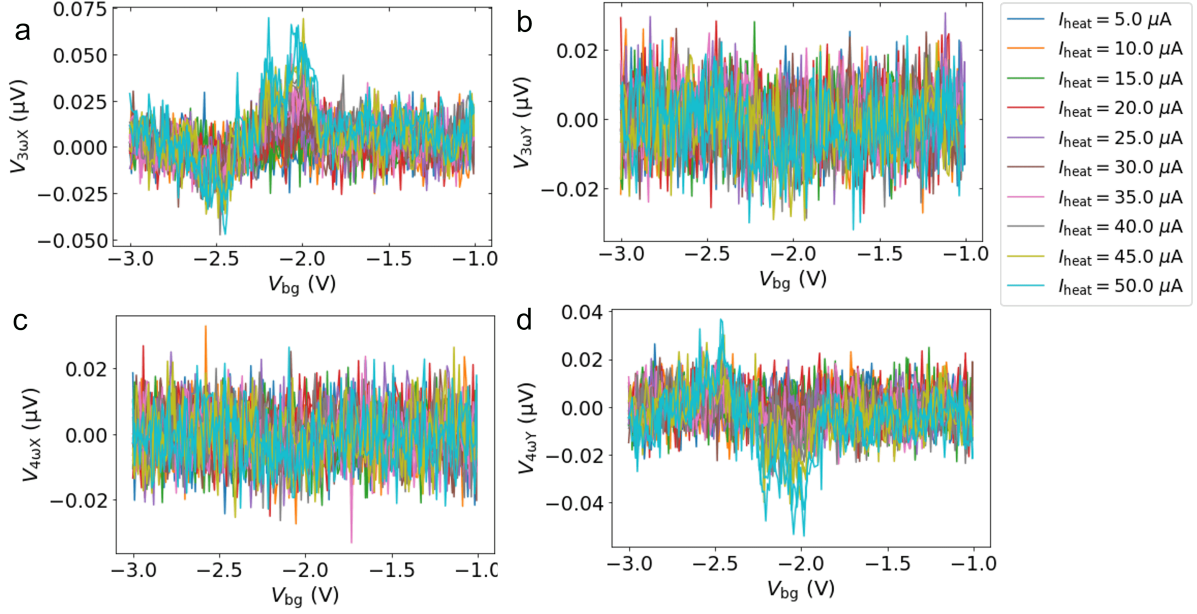 a
0.075
0.050
0.025
0.000
−0.025
−0.050
V3ωX (μV)
−3.0 −2.5 −2.0 −1.5 −1.0
Vbg (V)
b
0.02
0.00
−0.02
V3ωY (μV)
−3.0 −2.5 −2.0 −1.5 −1.0
Vbg (V)
Iheat = 5.0 μA
Iheat = 10.0 μA
Iheat = 15.0 μA
Iheat = 20.0 μA
Iheat = 25.0 μA
Iheat = 30.0 μA
Iheat = 35.0 μA
Iheat = 40.0 μA
Iheat = 45.0 μA
Iheat = 50.0 μA
c
0.02
0.00
−0.02
V4ωX (μV)
−3.0 −2.5 −2.0 −1.5 −1.0
Vbg (V)
d
0.04
0.02
0.00
−0.02
−0.04
V4ωY (μV)
−3.0 −2.5 −2.0 −1.5 −1.0
Vbg (V)